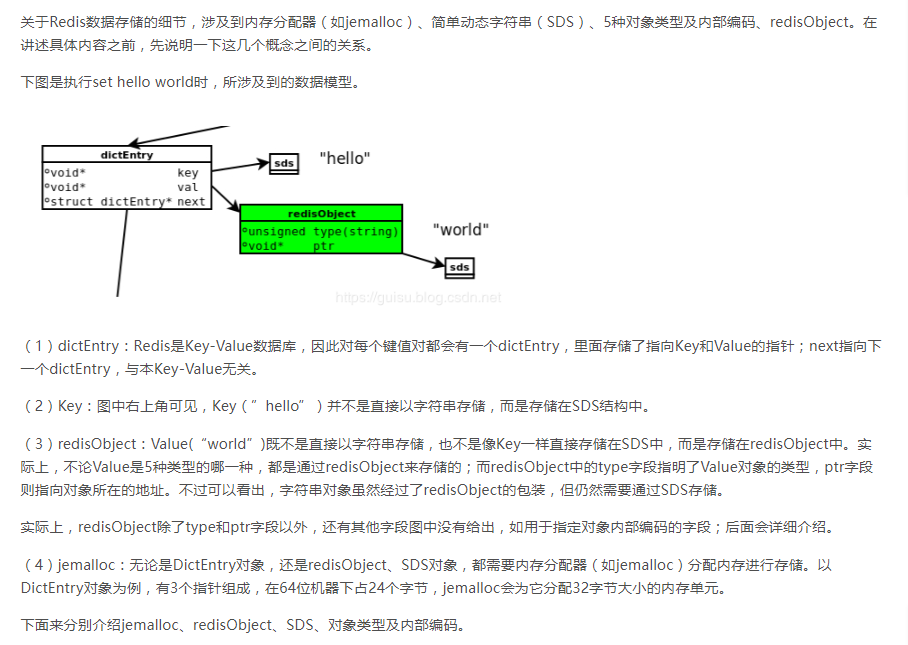 关于Redis数据存储的细节，涉及到内存分配器（如jemalloc）、简单动态字符串（SDS）、5种对象类型及内部编码、redisObject。在
讲述具体内容之前，先说明一下这几个概念之间的关系。
下图是执行set hello world时，所涉及到的数据模型。
dictEntry
void* key
void* val
struct dictEntry* next
sds
"hello"
redisObject
unsigned type(string)
void* ptr
"world"
sds
https://guisu.blog.csdn.net
（1）dictEntry：Redis是Key-Value数据库，因此对每个键值对都会有一个dictEntry，里面存储了指向Key和Value的指针；next指向下
一个dictEntry，与本Key-Value无关。
（2）Key：图中右上角可见，Key（”hello”）并不是直接以字符串存储，而是存储在SDS结构中。
（3）redisObject：Value(“world”)既不是直接以字符串存储，也不是像Key一样直接存储在SDS中，而是存储在redisObject中。实
际上，不论Value是5种类型的哪一种，都是通过redisObject来存储的；而redisObject中的type字段指明了Value对象的类型，ptr字段
则指向对象所在的地址。不过可以看出，字符串对象虽然经过了redisObject的包装，但仍然需要通过SDS存储。
实际上，redisObject除了type和ptr字段以外，还有其他字段图中没有给出，如用于指定对象内部编码的字段；后面会详细介绍。
（4）jemalloc：无论是DictEntry对象，还是redisObject、SDS对象，都需要内存分配器（如jemalloc）分配内存进行存储。以
DictEntry对象为例，有3个指针组成，在64位机器下占24个字节，jemalloc会为它分配32字节大小的内存单元。
下面来分别介绍jemalloc、redisObject、SDS、对象类型及内部编码。